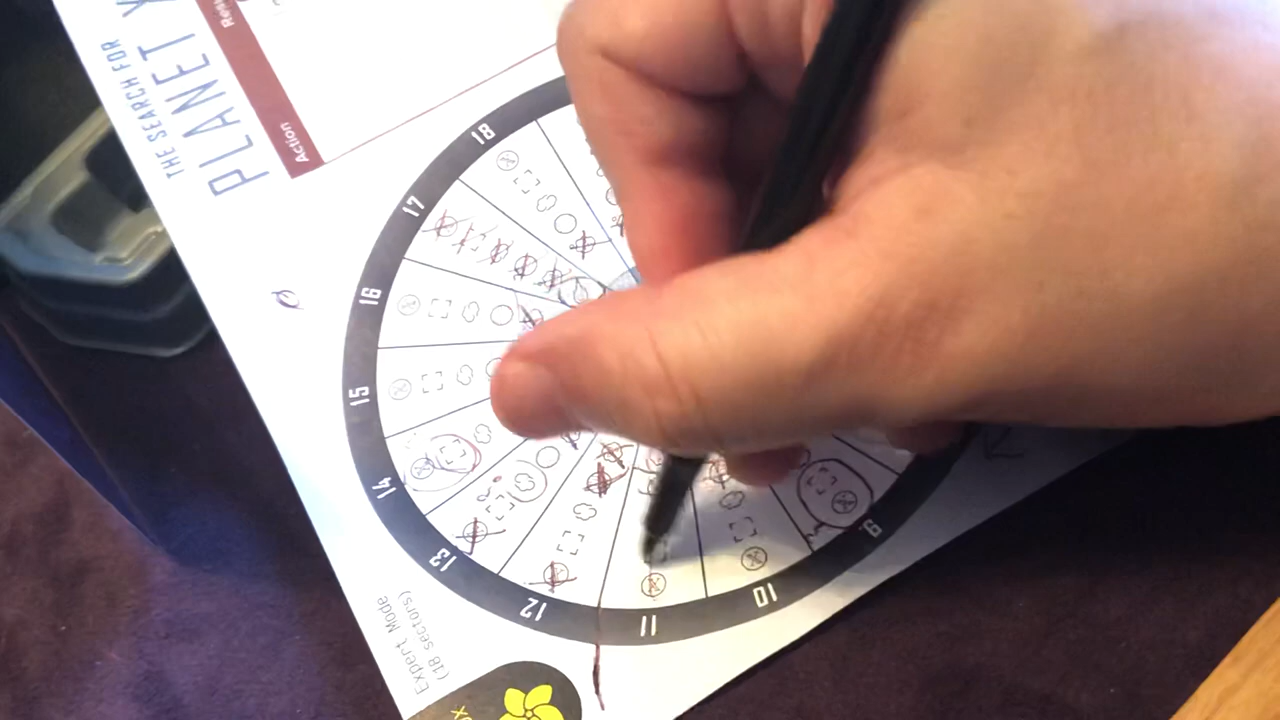 THE SEARCH FOR
PLANET X
Action
18
17
16
15
14
13
12
11
10
9
Expert Mode
(18 sectors)